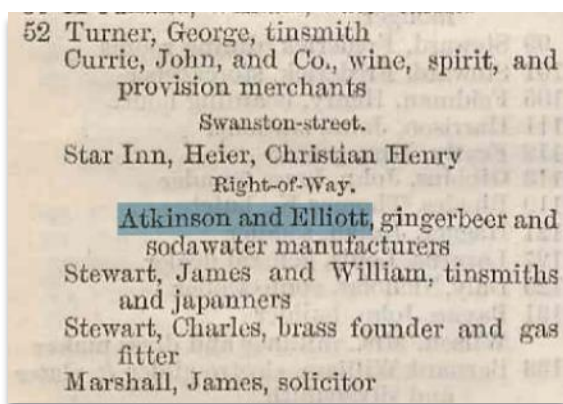 52 Turner, George, tinsmith
Currie, John, and Co., wine, spirit, and
provision merchants
Swanston-street.
Star Inn, Heier, Christian Henry
Right-of-Way.
Atkinson and Elliott, gingerbeer and
sodawater manufacturers
Stewart, James and William, tinsmiths
and japanners
Stewart, Charles, brass founder and gas
fitter
Marshall, James, solicitor